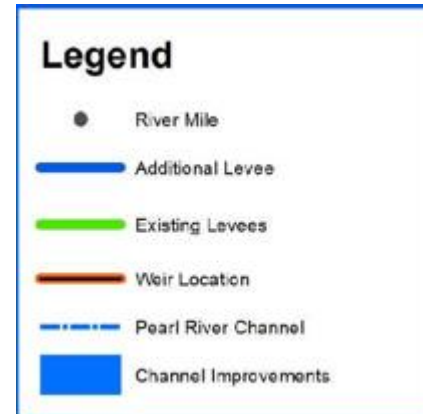 Legend
River Mile
Additional Levee
Existing Levees
Weir Location
Pearl River Channel
Channel Improvements